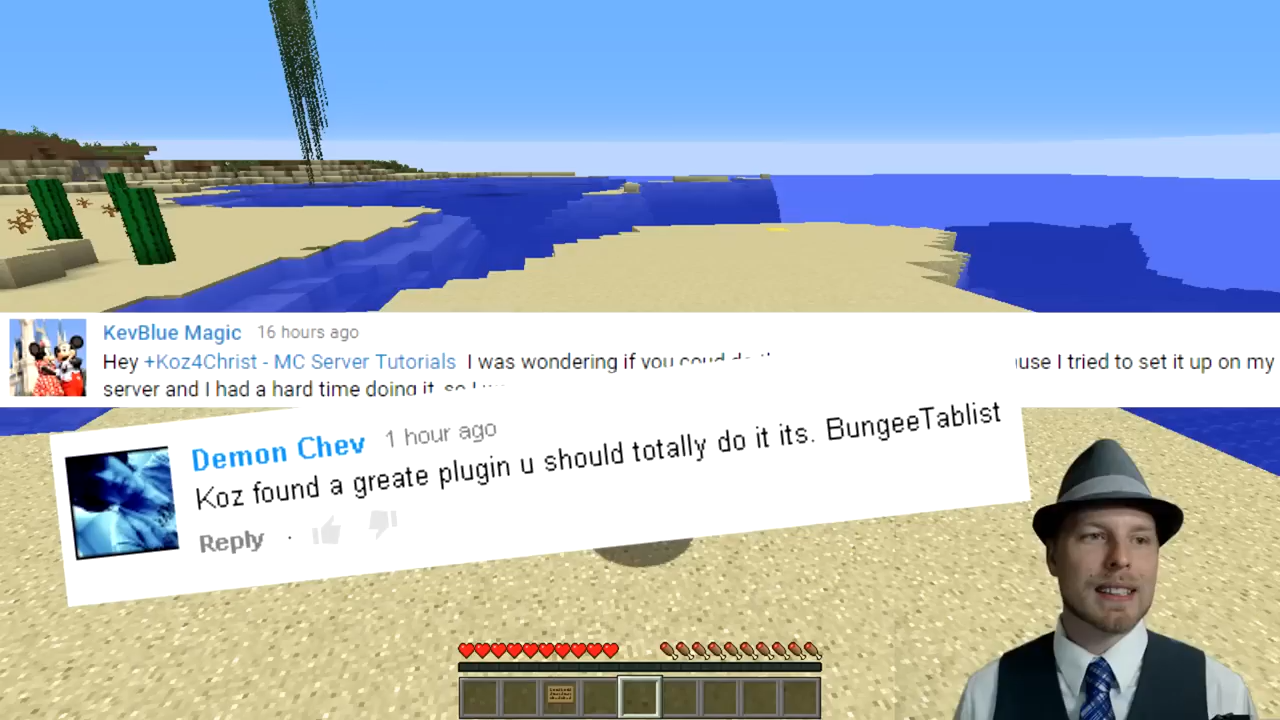 KevBlue Magic 16 hours ago
Hey +Koz4Christ - MC Server Tutorials I was wondering if you use I tried to set it up on my
server and I had a hard time doing it
Demon Chev 1 hour ago
Koz found a greate plugin u should totally do it its. BungeeTablist
Reply